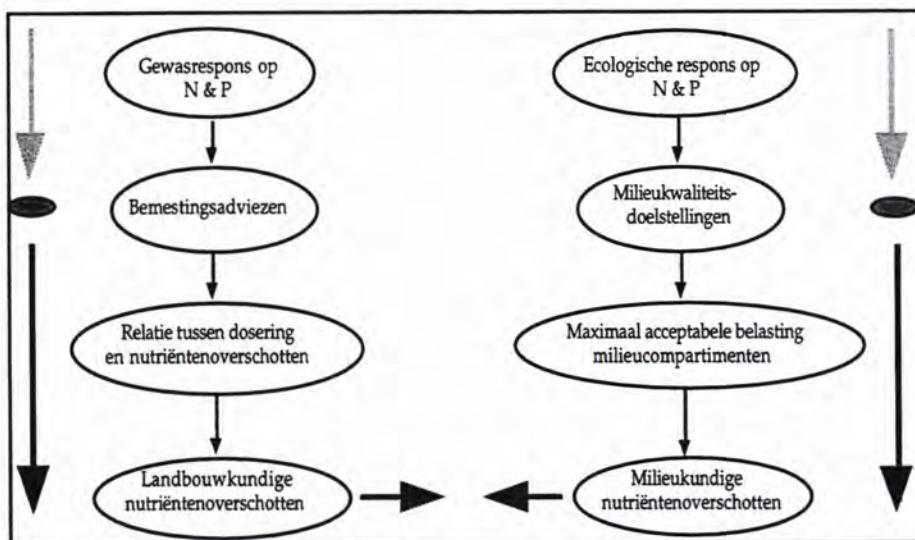 Gewasrespons op
N & P
Ecologische respons op
N & P
Bemestingsadviezen
Milieukwaliteits-
doelstellingen
Relatie tussen dosering
en nutriëntenoverschotten
Maximaal acceptabele belasting
milieucompartimenten
Landbouwkundige
nutriëntenoverschotten
Milieukundige
nutriëntenoverschotten